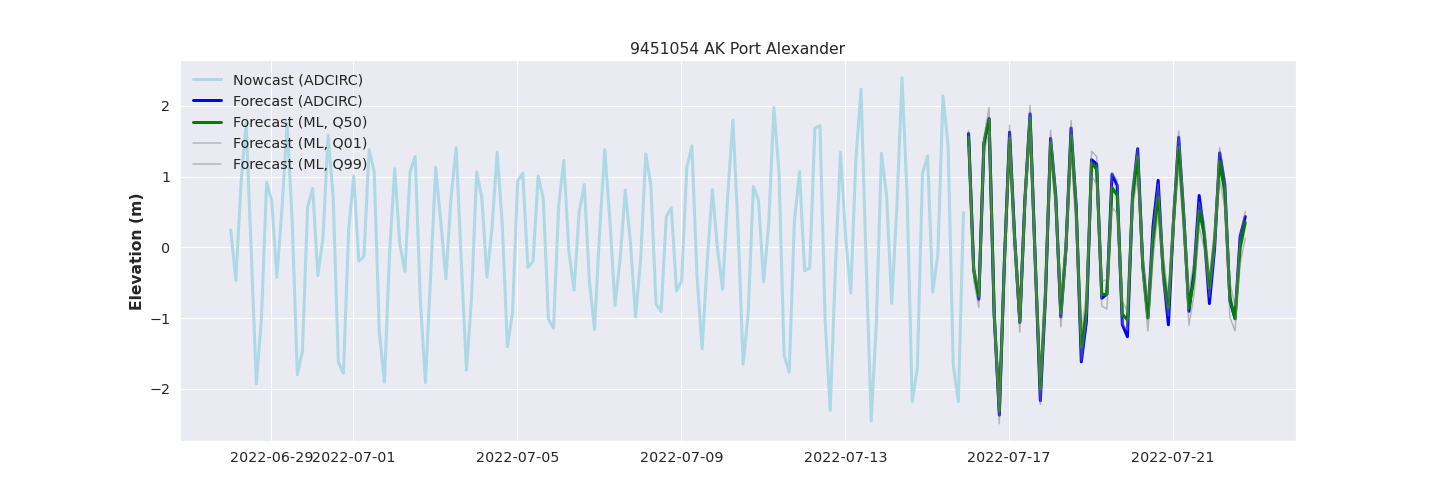 9451054 AK Port Alexander
Nowcast (ADCIRC)
Forecast (ADCIRC)
Forecast (ML, Q50)
Forecast (ML, Q01)
Forecast (ML, Q99)
Elevation (m)
2
1
0
−1
−2
2022-06-29
2022-07-01
2022-07-05
2022-07-09
2022-07-13
2022-07-17
2022-07-21